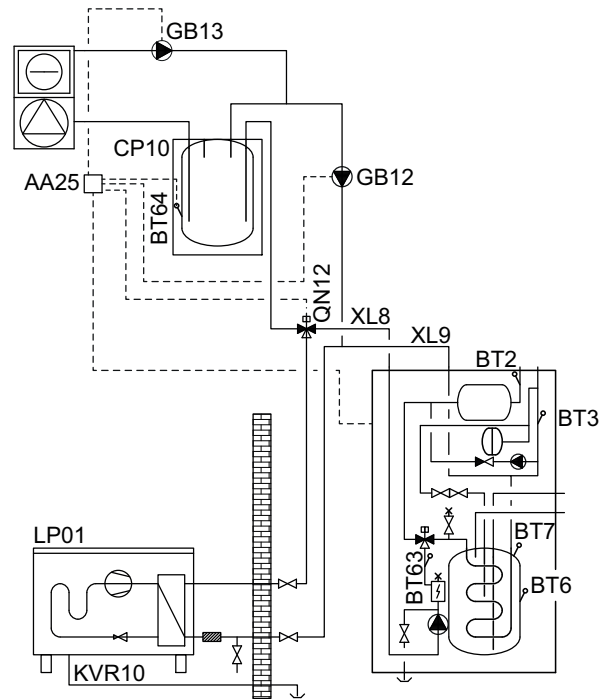 GB13
CP10
AA25
BT64
GB12
QN12
XL8
XL9
BT2
BT3
LP01
BT63
BT7
BT6
KVR10